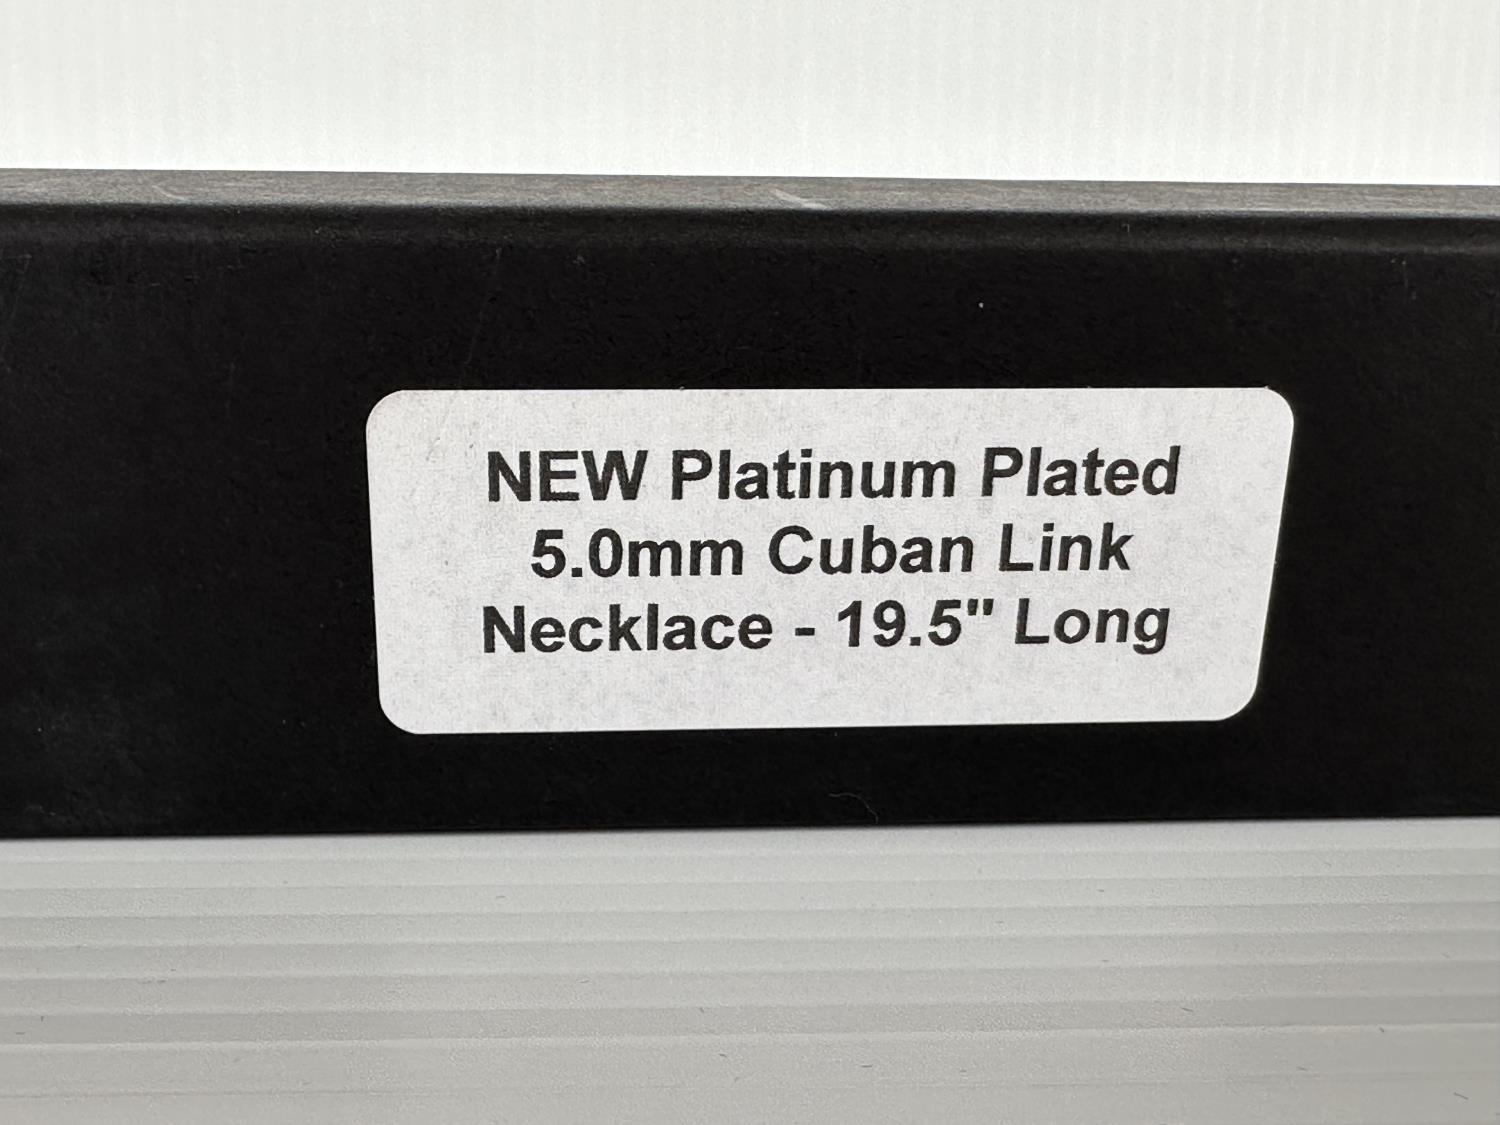 NEW Platinum Plated
5.0mm Cuban Link
Necklace - 19.5" Long